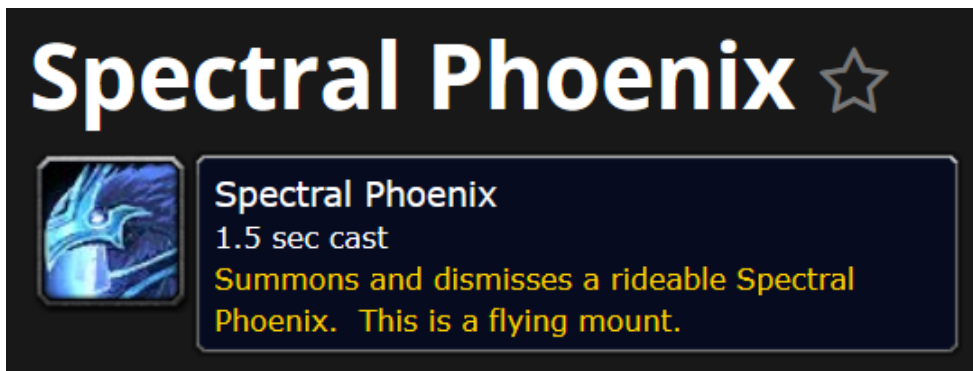 Spectral Phoenix
Spectral Phoenix
1.5 sec cast
Summons and dismisses a rideable Spectral
Phoenix.  This is a flying mount.